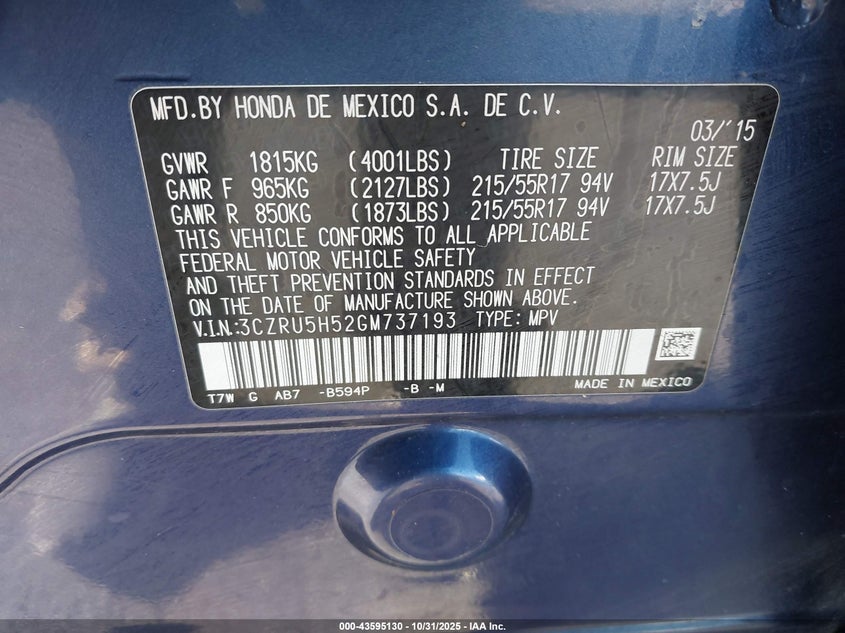 MFD.BY HONDA DE MEXICO S.A. DE C.V.
03/'15
GVWR 1815KG (4001LBS) TIRE SIZE RIM SIZE
GAWR F 965KG (2127LBS) 215/55R17 94V 17X7.5J
GAWR R 850KG (1873LBS) 215/55R17 94V 17X7.5J
THIS VEHICLE CONFORMS TO ALL APPLICABLE
FEDERAL MOTOR VEHICLE SAFETY
AND THEFT PREVENTION STANDARDS IN EFFECT
ON THE DATE OF MANUFACTURE SHOWN ABOVE.
V.I.N.:3CZRU5H52GM737193 TYPE: MPV
T7W G AB7 -B594P -B -M MADE IN MEXICO
000-43595130 - 10/31/2025 - IAA Inc.